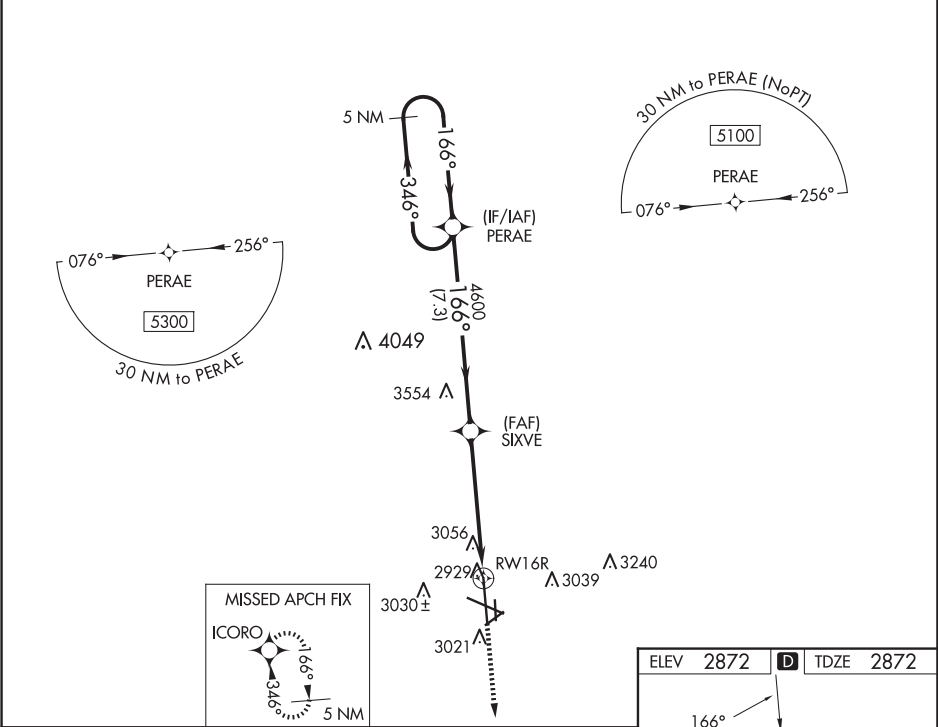 30 NM to PERAE (NoPT)
5100
PERAE
076°
256°
5 NM
166°
346°
(IF/IAF)
PERAE
076°
256°
PERAE
5300
30 NM to PERAE
4600
166°
(7.3)
4049
3554
(FAF)
SIXVE
3056
2929
RW16R
3240
3039
3030±
3021
MISSED APCH FIX
ICORO
166°
346°
5 NM
ELEV 2872 D TDZE 2872
166°